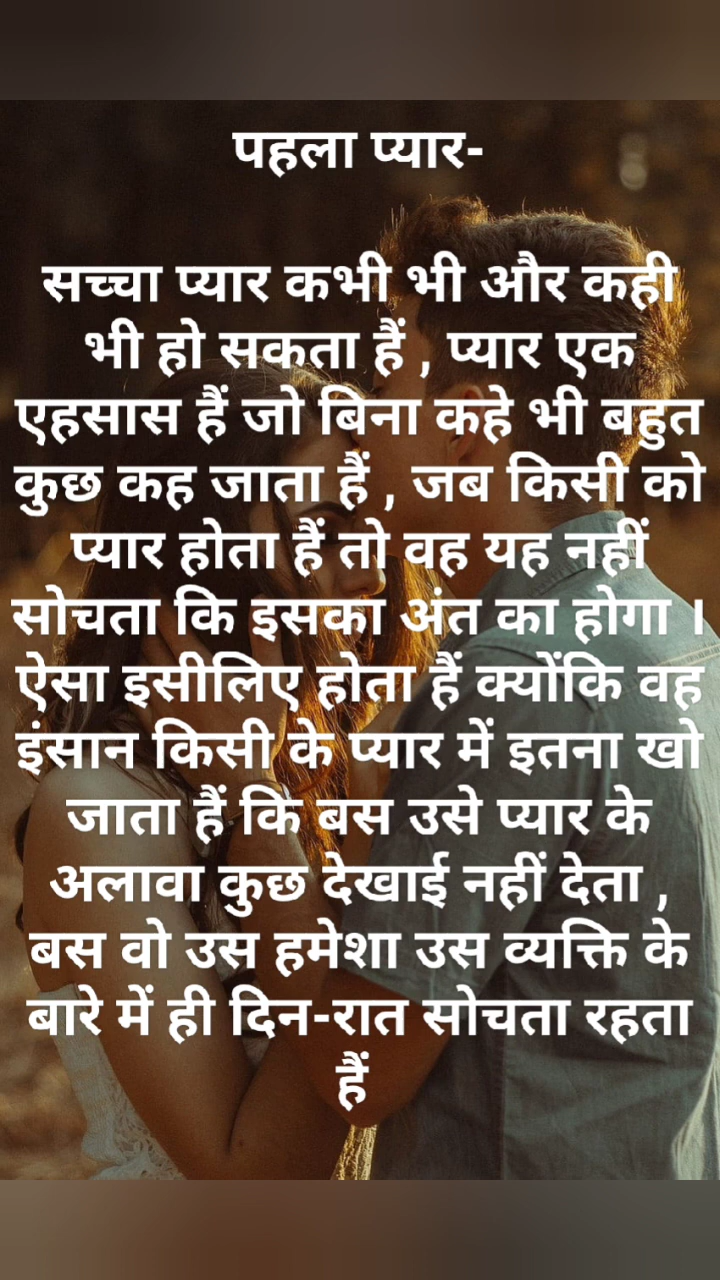 पहला प्यार-
सच्चा प्यार कभी भी और कही
भी हो सकता हैं , प्यार एक
एहसास हैं जो बिना कहे भी बहुत
कुछ कह जाता हैं , जब किसी को
प्यार होता हैं तो वह यह नहीं
सोचता कि इसका अंत का होगा ।
ऐसा इसीलिए होता हैं क्योंकि वह
इंसान किसी के प्यार में इतना खो
जाता हैं कि बस उसे प्यार के
अलावा कुछ देखाई नहीं देता ,
बस वो उस हमेशा उस व्यक्ति के
बारे में ही दिन-रात सोचता रहता
हैं